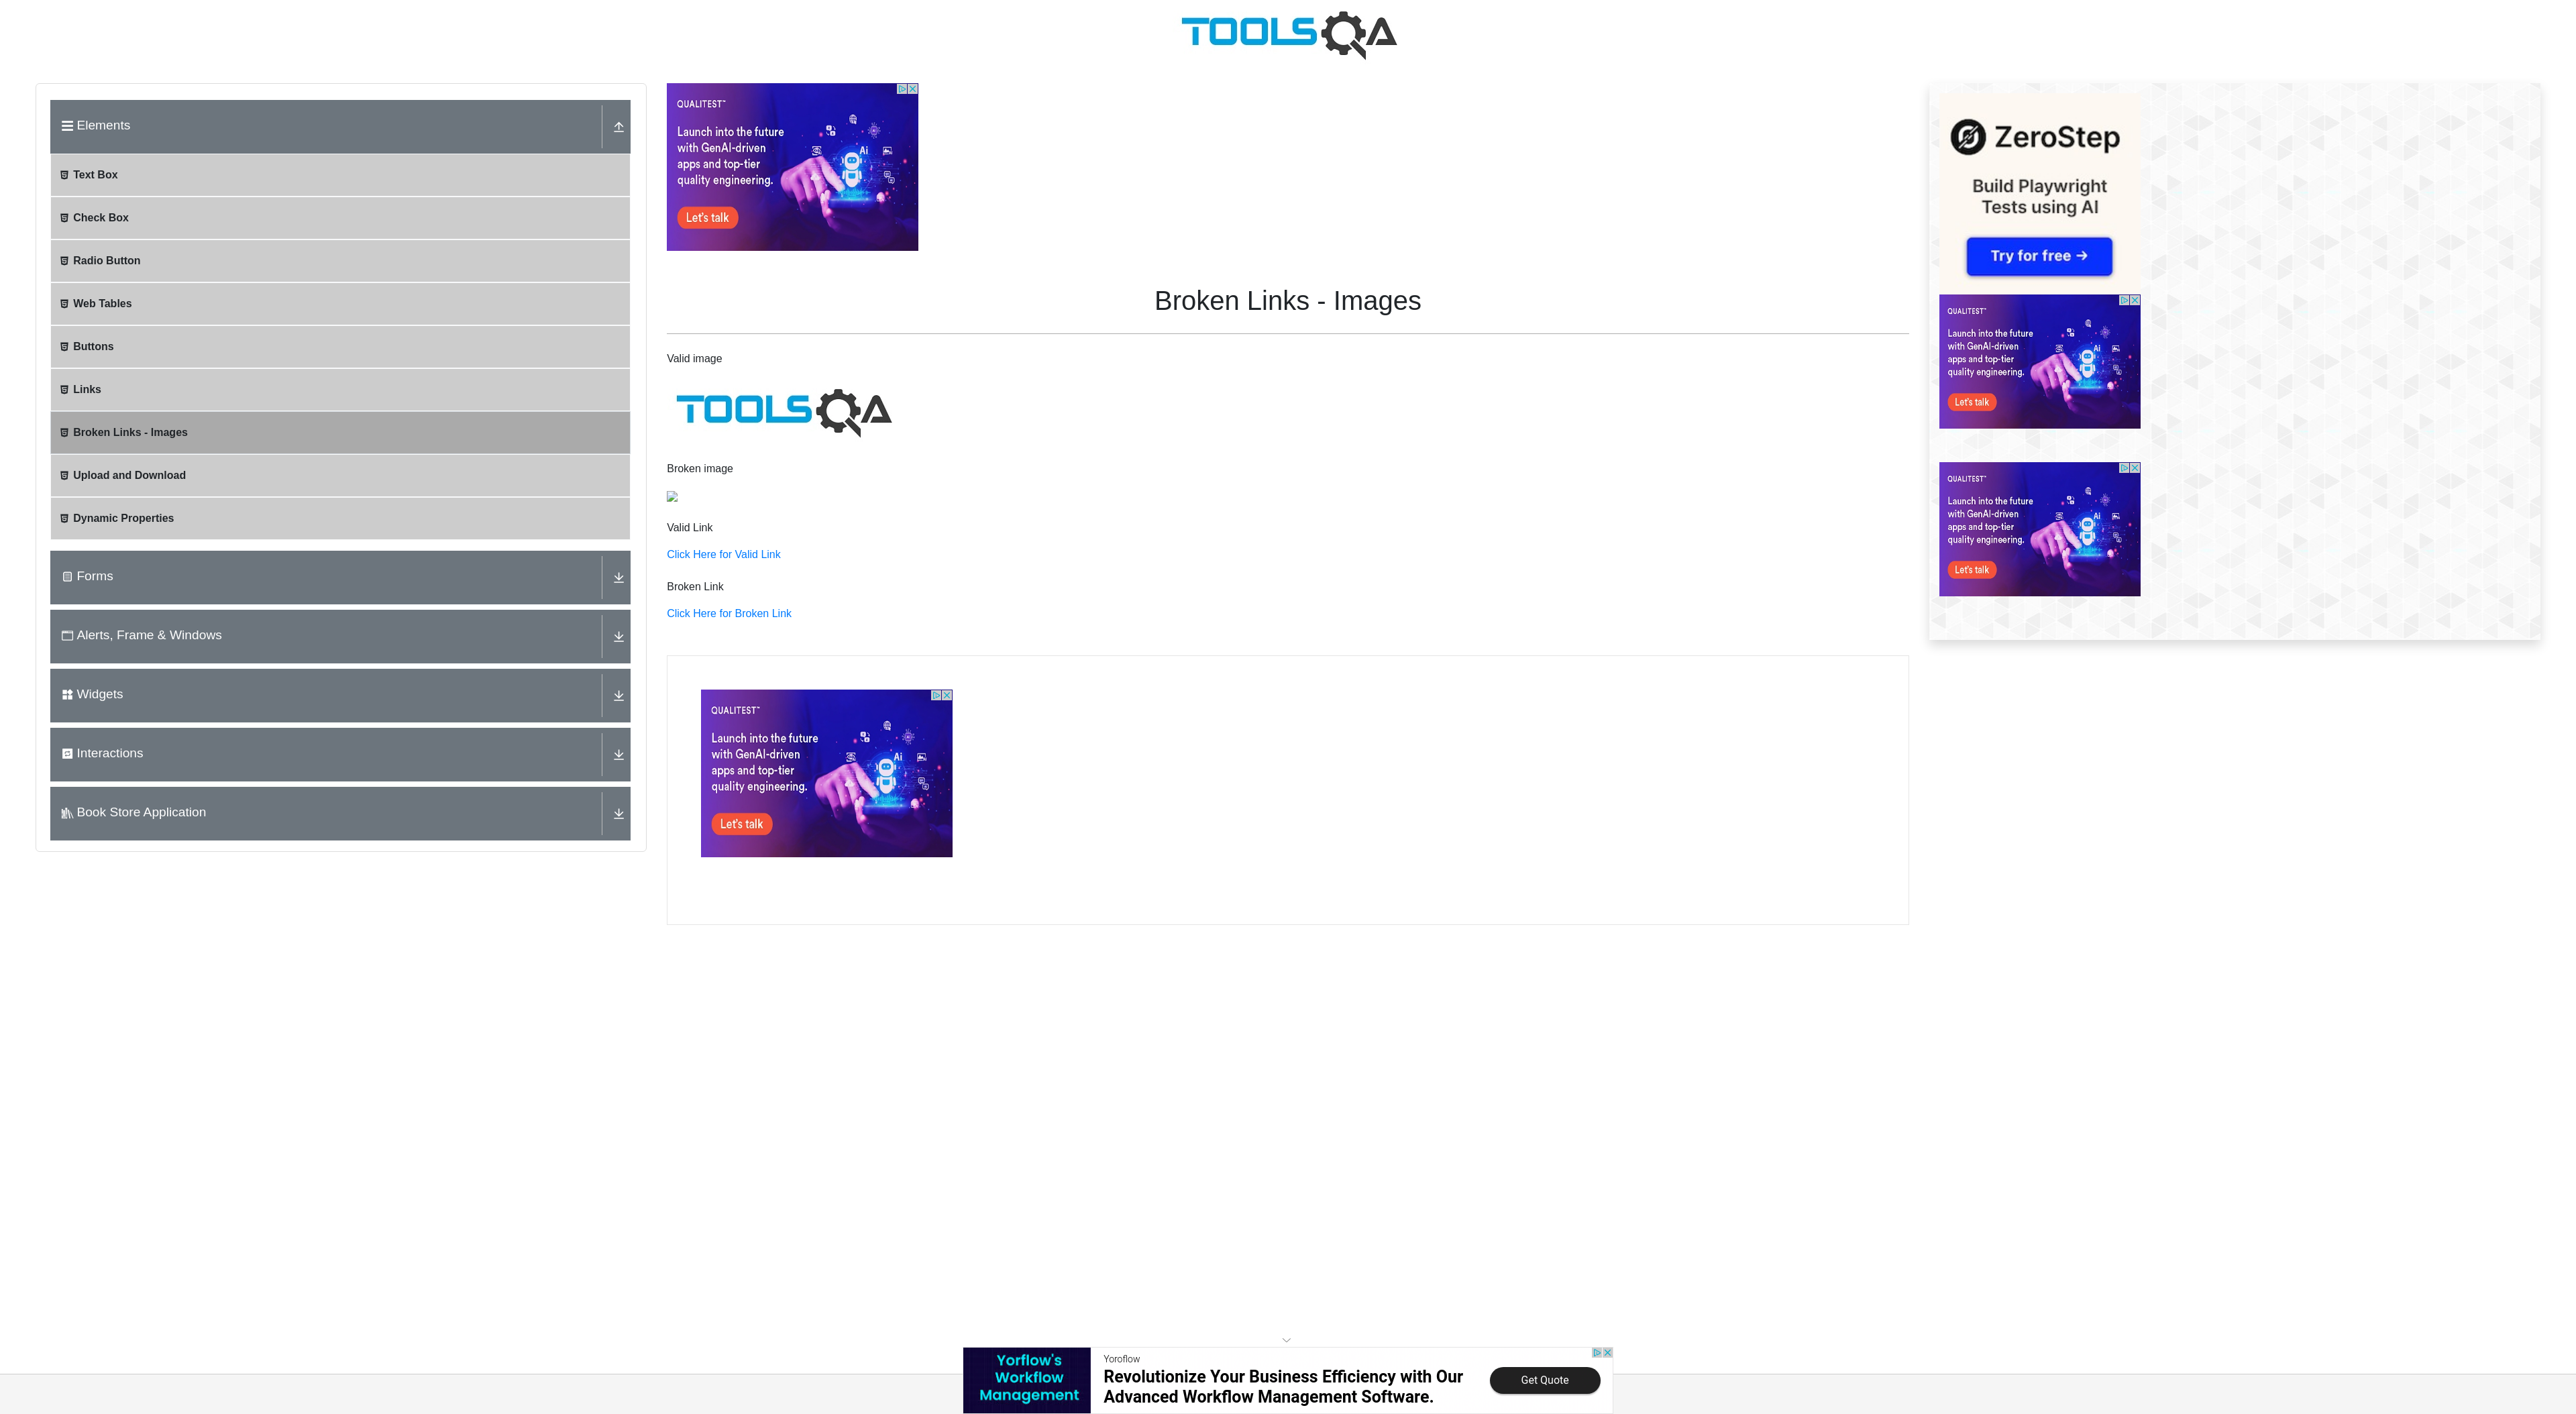 TOOLSQA
Elements
Text Box
Check Box
Radio Button
Web Tables
Buttons
Links
Broken Links - Images
Upload and Download
Dynamic Properties
Forms
Alerts, Frame & Windows
Widgets
Interactions
Book Store Application
QUALITEST
Launch into the future
with GenAI-driven
apps and top-tier
quality engineering.
Let's talk
Ai
Broken Links - Images
Valid image
TOOLSQA
Broken image
Valid Link
Click Here for Valid Link
Broken Link
Click Here for Broken Link
QUALITEST
Launch into the future
with GenAI-driven
apps and top-tier
quality engineering.
Let's talk
Ai
ZeroStep
Build Playwright
Tests using AI
Try for free →
QUALITEST
Launch into the future
with GenAI-driven
apps and top-tier
quality engineering.
Let's talk
Ai
QUALITEST
Launch into the future
with GenAI-driven
apps and top-tier
quality engineering.
Let's talk
Ai
Yorflow's
Workflow
Management
Yoroflow
Revolutionize Your Business Efficiency with Our
Advanced Workflow Management Software.
Get Quote